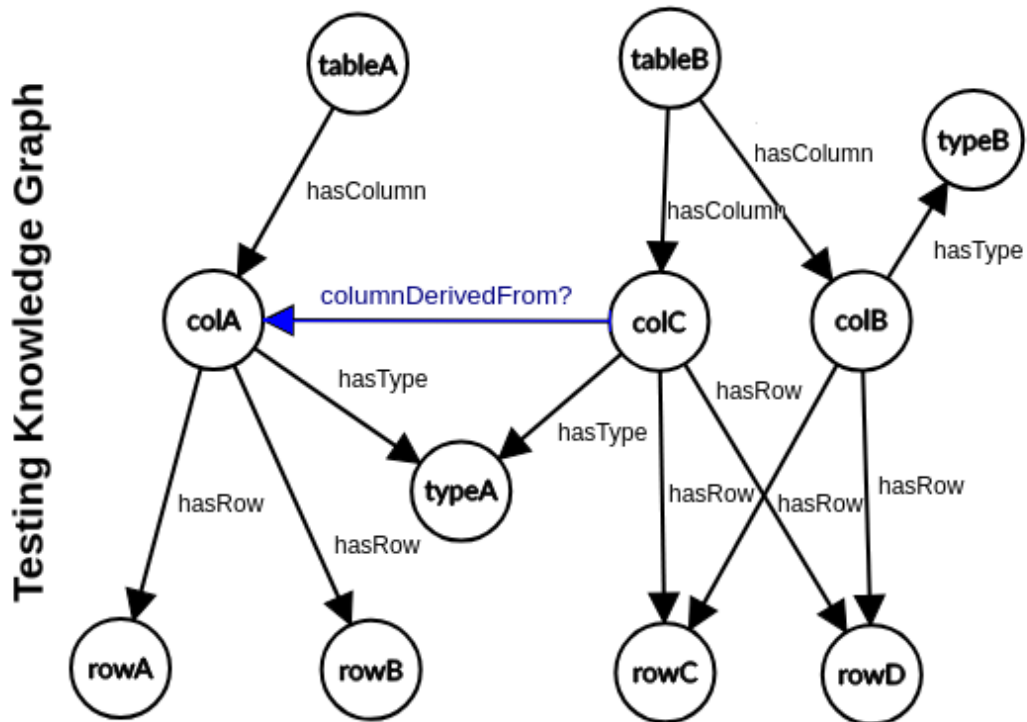 Testing Knowledge Graph
tableA
tableB
typeB
hasColumn
hasColumn
hasColumn
hasType
colA
columnDerivedFrom?
colC
colB
hasType
hasType
hasRow
typeA
hasRow
hasRow
hasRow
hasRow
hasRow
rowA
rowB
rowC
rowD